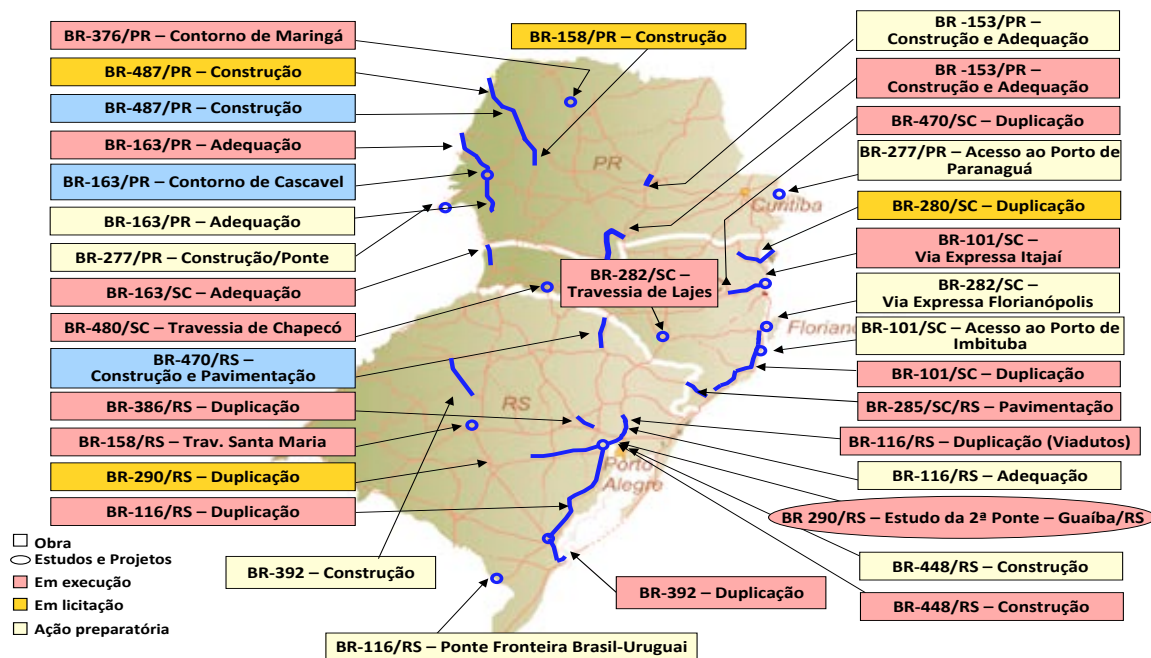 BR-376/PR – Contorno de Maringá
BR-487/PR – Construção
BR-487/PR – Construção
BR-163/PR – Adequação
BR-163/PR – Contorno de Cascavel
BR-163/PR – Adequação
BR-277/PR – Construção/Ponte
BR-163/SC – Adequação
BR-480/SC – Travessia de Chapecó
BR-470/RS –
Construção e Pavimentação
BR-386/RS – Duplicação
BR-158/RS – Trav. Santa Maria
BR-290/RS – Duplicação
BR-116/RS – Duplicação
Obra
Estudos e Projetos
Em execução
Em licitação
Ação preparatória
BR-392 – Construção
BR-116/RS – Ponte Fronteira Brasil-Uruguai
BR-392 – Duplicação
BR-158/PR – Construção
PR
Curitiba
BR-282/SC –
Travessia de Lajes
Florian
RS
Porto
Alegre
BR -153/PR –
Construção e Adequação
BR -153/PR –
Construção e Adequação
BR-470/SC – Duplicação
BR-277/PR – Acesso ao Porto de
Paranaguá
BR-280/SC – Duplicação
BR-101/SC –
Via Expressa Itajaí
BR-282/SC –
Via Expressa Florianópolis
BR-101/SC – Acesso ao Porto de
Imbituba
BR-101/SC – Duplicação
BR-285/SC/RS – Pavimentação
BR-116/RS – Duplicação (Viadutos)
BR-116/RS – Adequação
BR 290/RS – Estudo da 2ª Ponte – Guaíba/RS
BR-448/RS – Construção
BR-448/RS – Construção